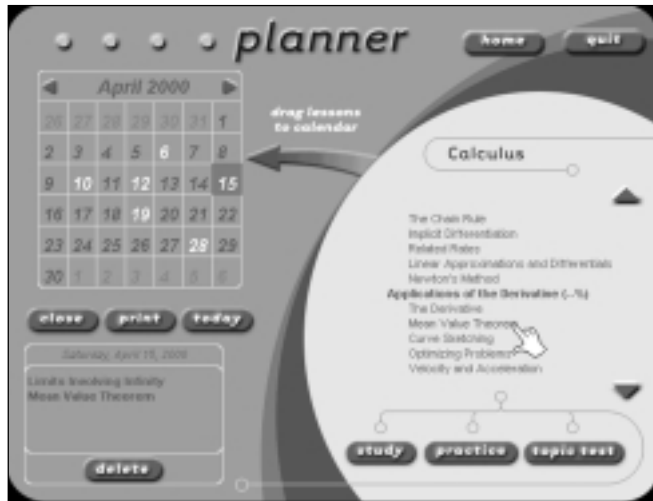 planner
home
quit
April 2000
26 27 28 29 30 31 1
2 3 4 5 6 7 8
9 10 11 12 13 14 15
16 17 18 19 20 21 22
23 24 25 26 27 28 29
30 1 2 3 4 5 6
drag lessons
to calendar
Calculus
The Chain Rule
Implicit Differentiation
Related Rates
Linear Approximations and Differentials
Newton's Method
Applications of the Derivative (--%)
The Derivative
Mean Value Theorem
Curve Sketching
Optimizing Problems
Velocity and Acceleration
close
print
today
Saturday, April 15, 2000
Limits Involving Infinity
Mean Value Theorem
delete
study
practice
topic test